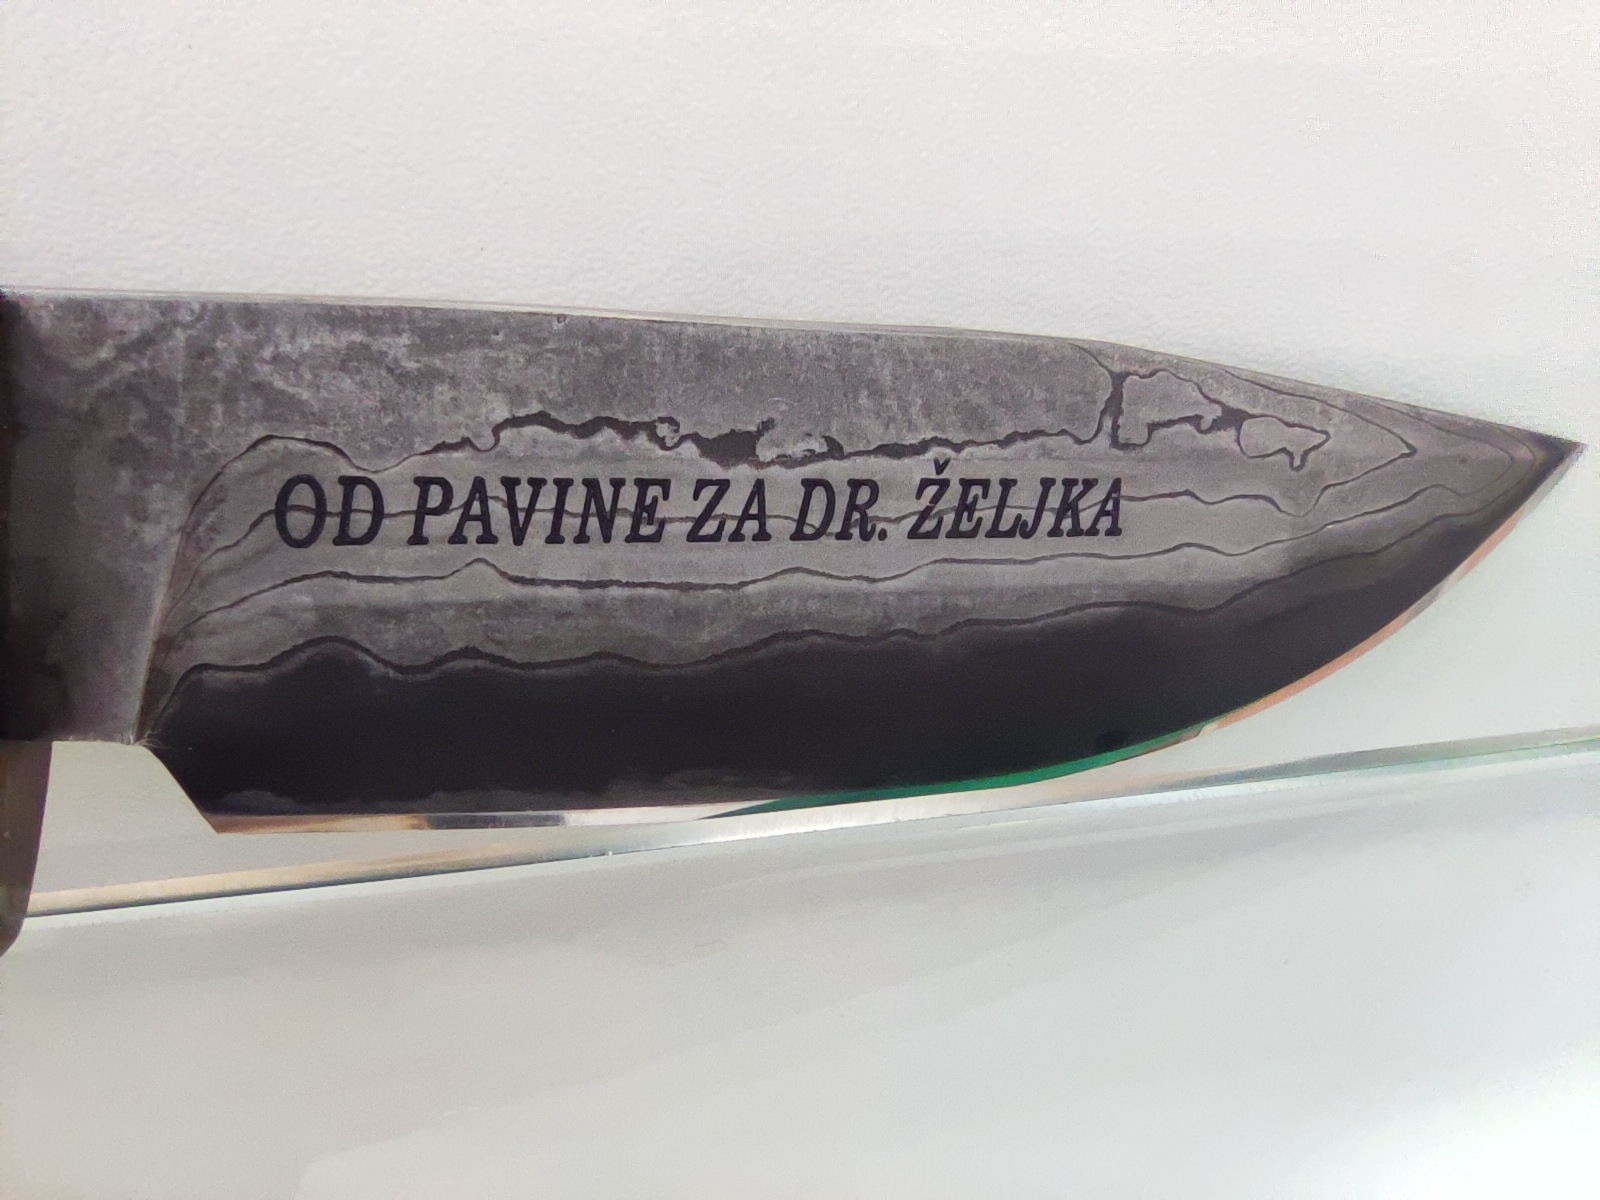 OD PAVINE ZA DR. ŽELJKA